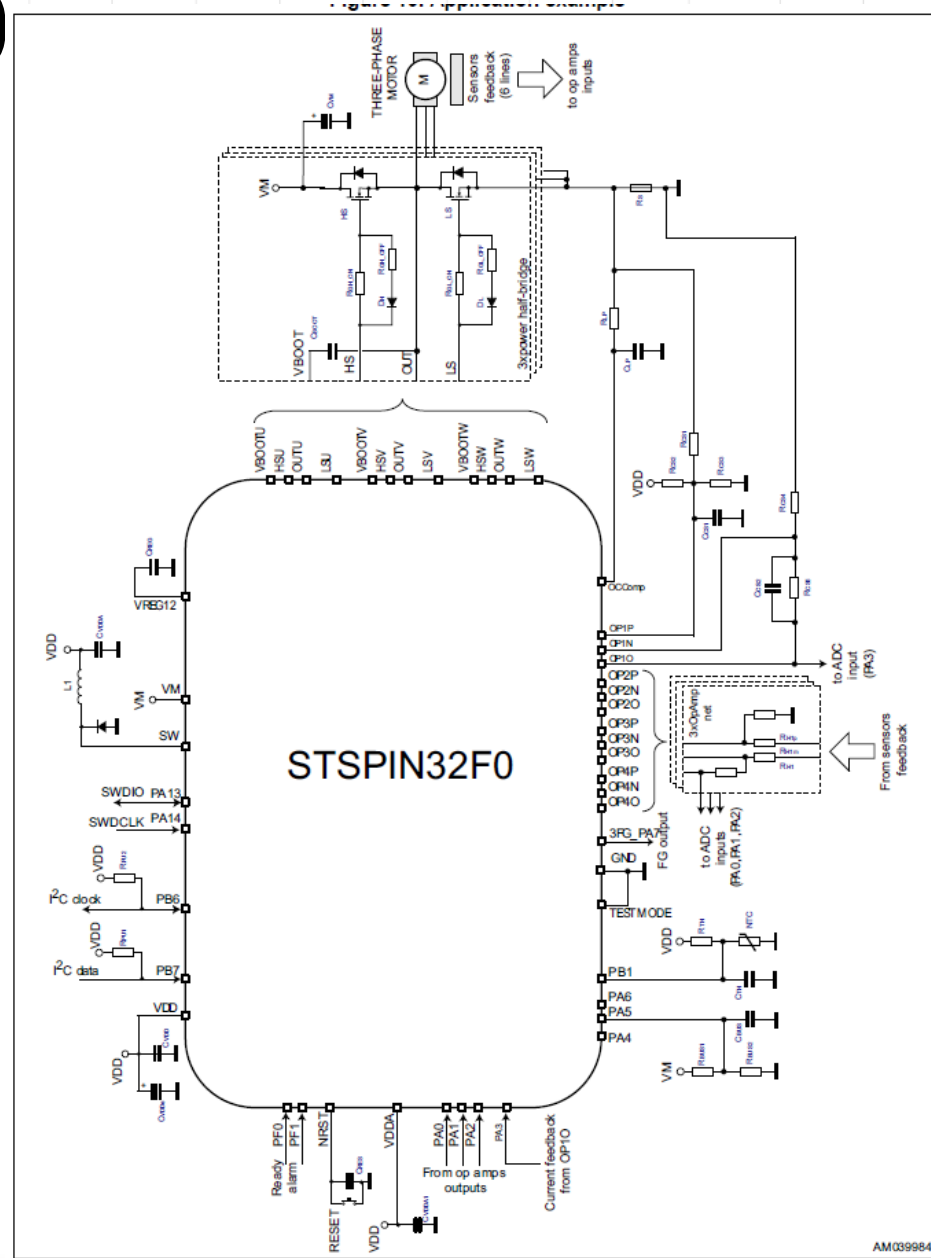 THREE-PHASE
MOTOR
M
Sensors
feedback
(6 lines)
to op amps
inputs
VM
HS
LS
3xpower half-bridge
VBOOT
HS
OUT
LS
VBOOTU
HSU
OUTU
LSU
VBOOTV
HSV
OUTV
LSV
VBOOTW
HSW
OUTW
LSW
VREG12
VDD
L1
VM
VM
SW
SWDIO PA13
SWDCLK PA14
VDD
I2C clock PB6
VDD
I2C data PB7
VDD
VDD
STSPIN32F0
OCComp
OP1P
OP1N
OP1O
OP2P
OP2N
OP2O
OP3P
OP3N
OP3O
OP4P
OP4N
OP4O
3FG_PA7
GND
TESTMODE
PB1
PA6
PA5
PA4
VDD
to ADC
input
(PA3)
3xOpAmp
net
From sensors
feedback
to ADC
inputs
(PA0,PA1,PA2)
FG output
VDD
NTC
VM
Ready PF0
alarm PF1
NRST
RESET
VDDA
VDD
PA0
PA1
PA2
From op amps
outputs
PA3
Current feedback
from OP1O
AM039984